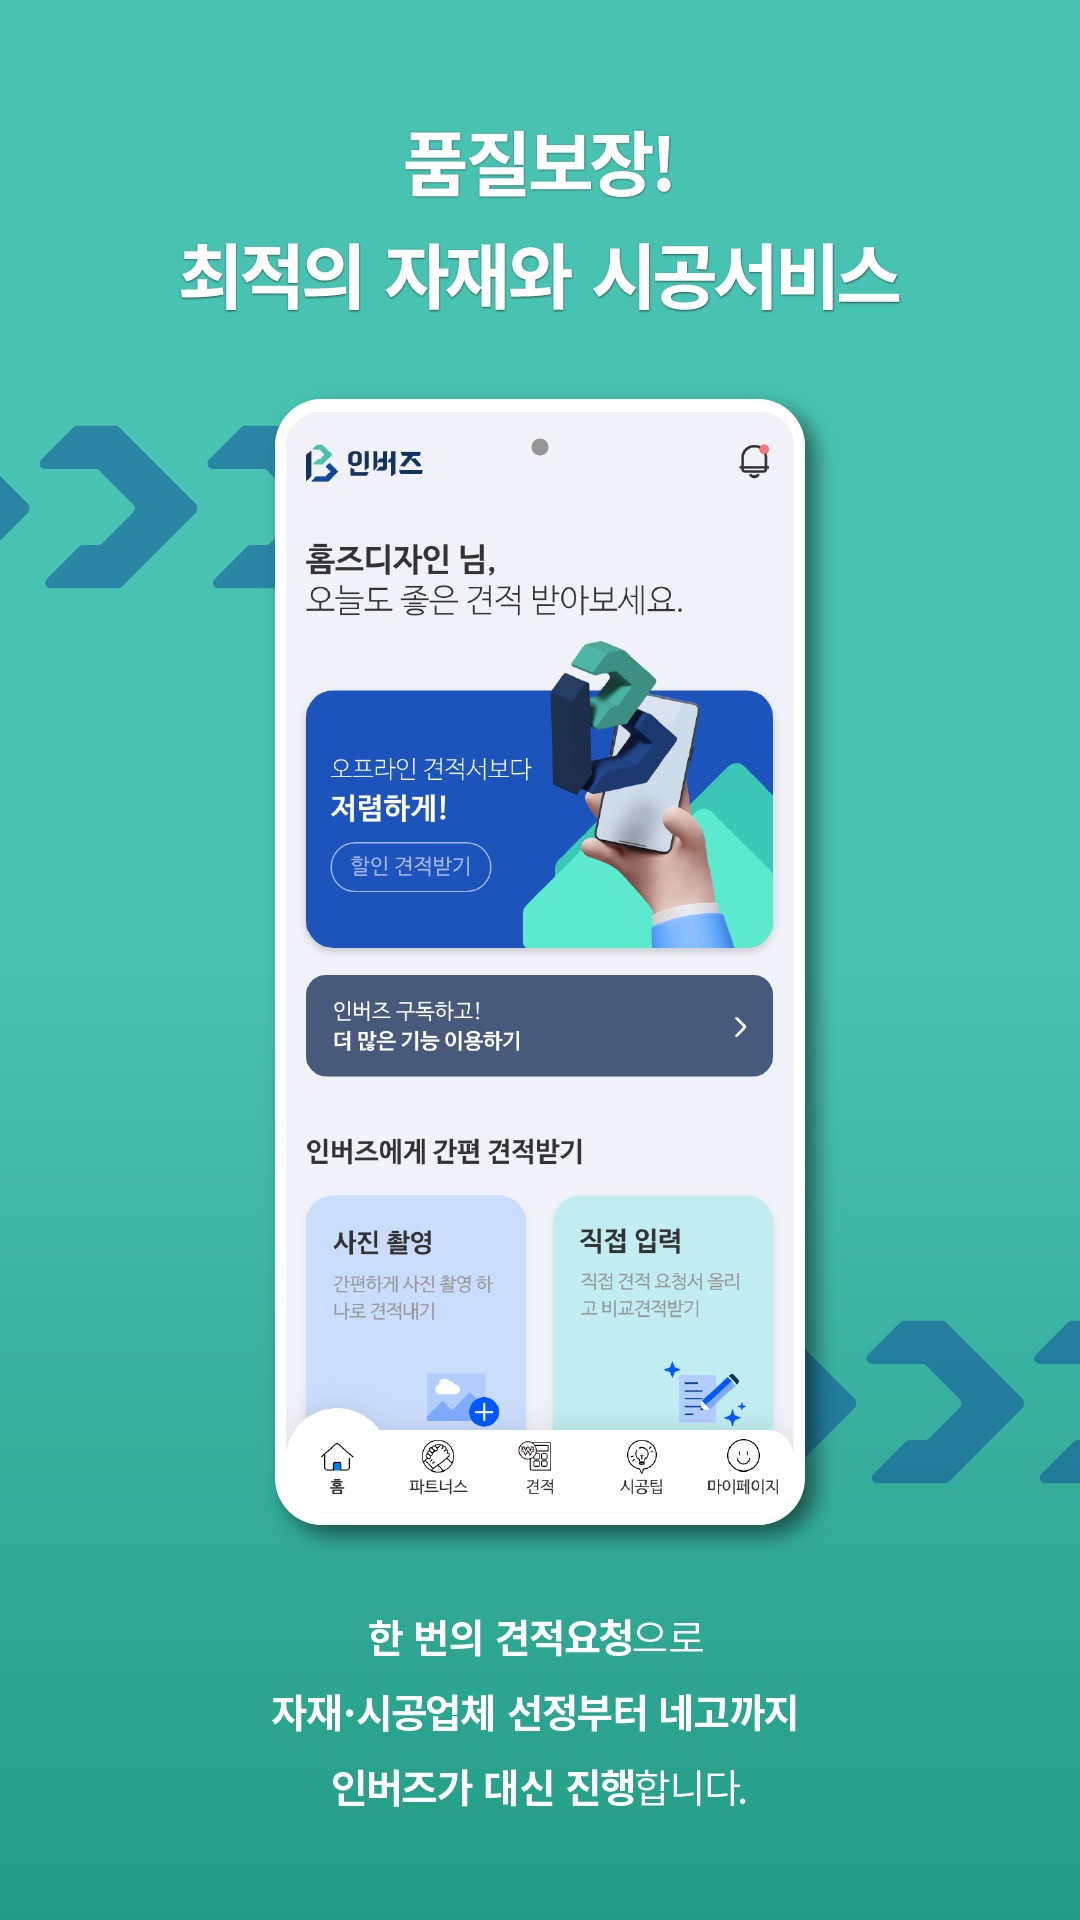 품질보장!
최적의 자재와 시공서비스
인버즈
홈즈디자인 님,
오늘도 좋은 견적 받아보세요.
오프라인 견적서보다
저렴하게!
할인 견적받기
인버즈 구독하고!
더 많은 기능 이용하기
인버즈에게 간편 견적받기
사진 촬영
간편하게 사진 촬영 하
나로 견적내기
직접 입력
직접 견적 요청서 올리
고 비교견적받기
홈
파트너스
견적
시공팁
마이페이지
한 번의 견적요청으로
자재·시공업체 선정부터 네고까지
인버즈가 대신 진행합니다.